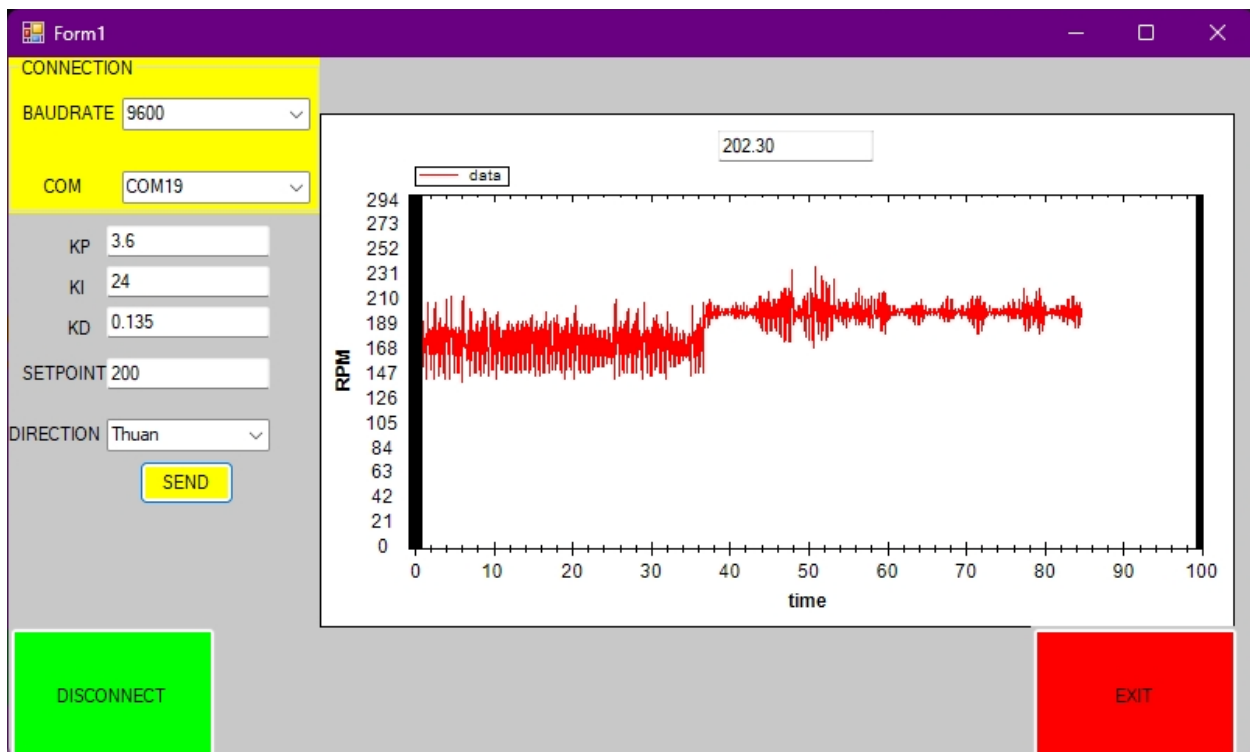 Form1
CONNECTION
BAUDRATE 9600
COM COM19
KP 3.6
KI 24
KD 0.135
SETPOINT 200
DIRECTION Thuan
SEND
DISCONNECT
202.30
data
294
273
252
231
210
189
168
147
126
105
84
63
42
21
0
RPM
0 10 20 30 40 50 60 70 80 90 100
time
EXIT